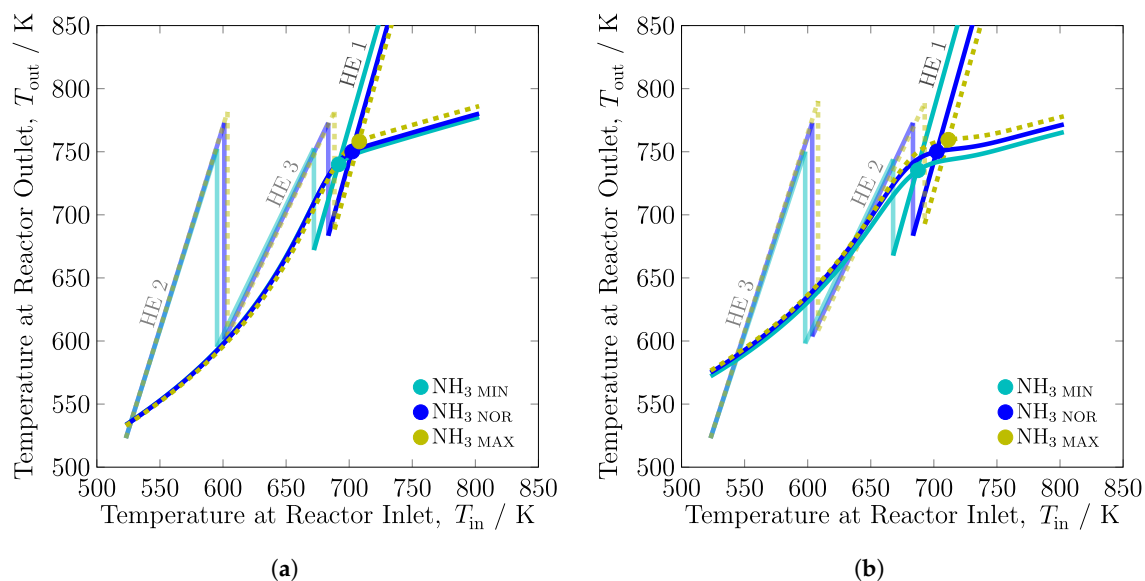 850
800
750
700
650
600
550
500
500 550 600 650 700 750 800 850
Temperature at Reactor Outlet, T_out / K
Temperature at Reactor Inlet, T_in / K
HE 2
HE 3
HE 1
NH₃ MIN
NH₃ NOR
NH₃ MAX
(a)
850
800
750
700
650
600
550
500
500 550 600 650 700 750 800 850
Temperature at Reactor Outlet, T_out / K
Temperature at Reactor Inlet, T_in / K
HE 3
HE 2
HE 1
NH₃ MIN
NH₃ NOR
NH₃ MAX
(b)